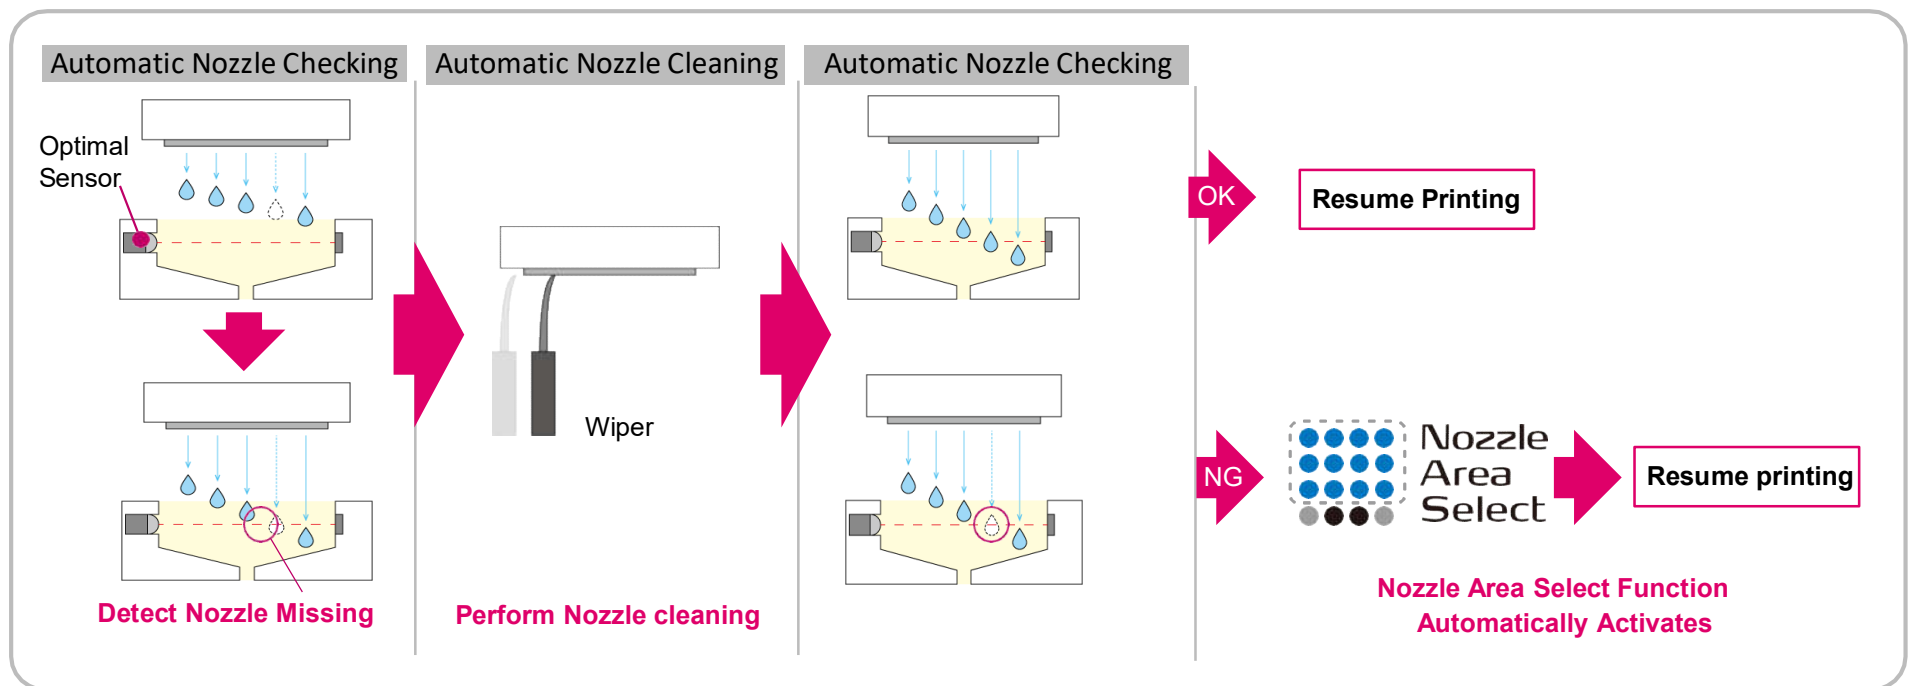 Automatic Nozzle Checking
Automatic Nozzle Cleaning
Automatic Nozzle Checking
Optimal
Sensor
Detect Nozzle Missing
Wiper
Perform Nozzle cleaning
OK
Resume Printing
NG
Nozzle
Area
Select
Resume printing
Nozzle Area Select Function
Automatically Activates